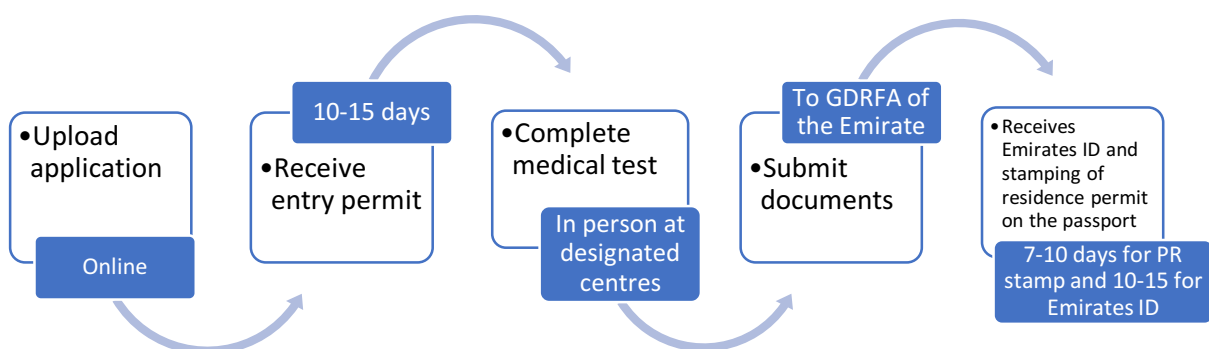 •Upload
application
Online
10-15 days
•Receive
entry permit
•Complete
medical test
In person at
designated
centres
To GDRFA of
the Emirate
•Submit
documents
•Receives
Emirates ID and
stamping of
residence permit
on the passport
7-10 days for PR
stamp and 10-15 for
Emirates ID